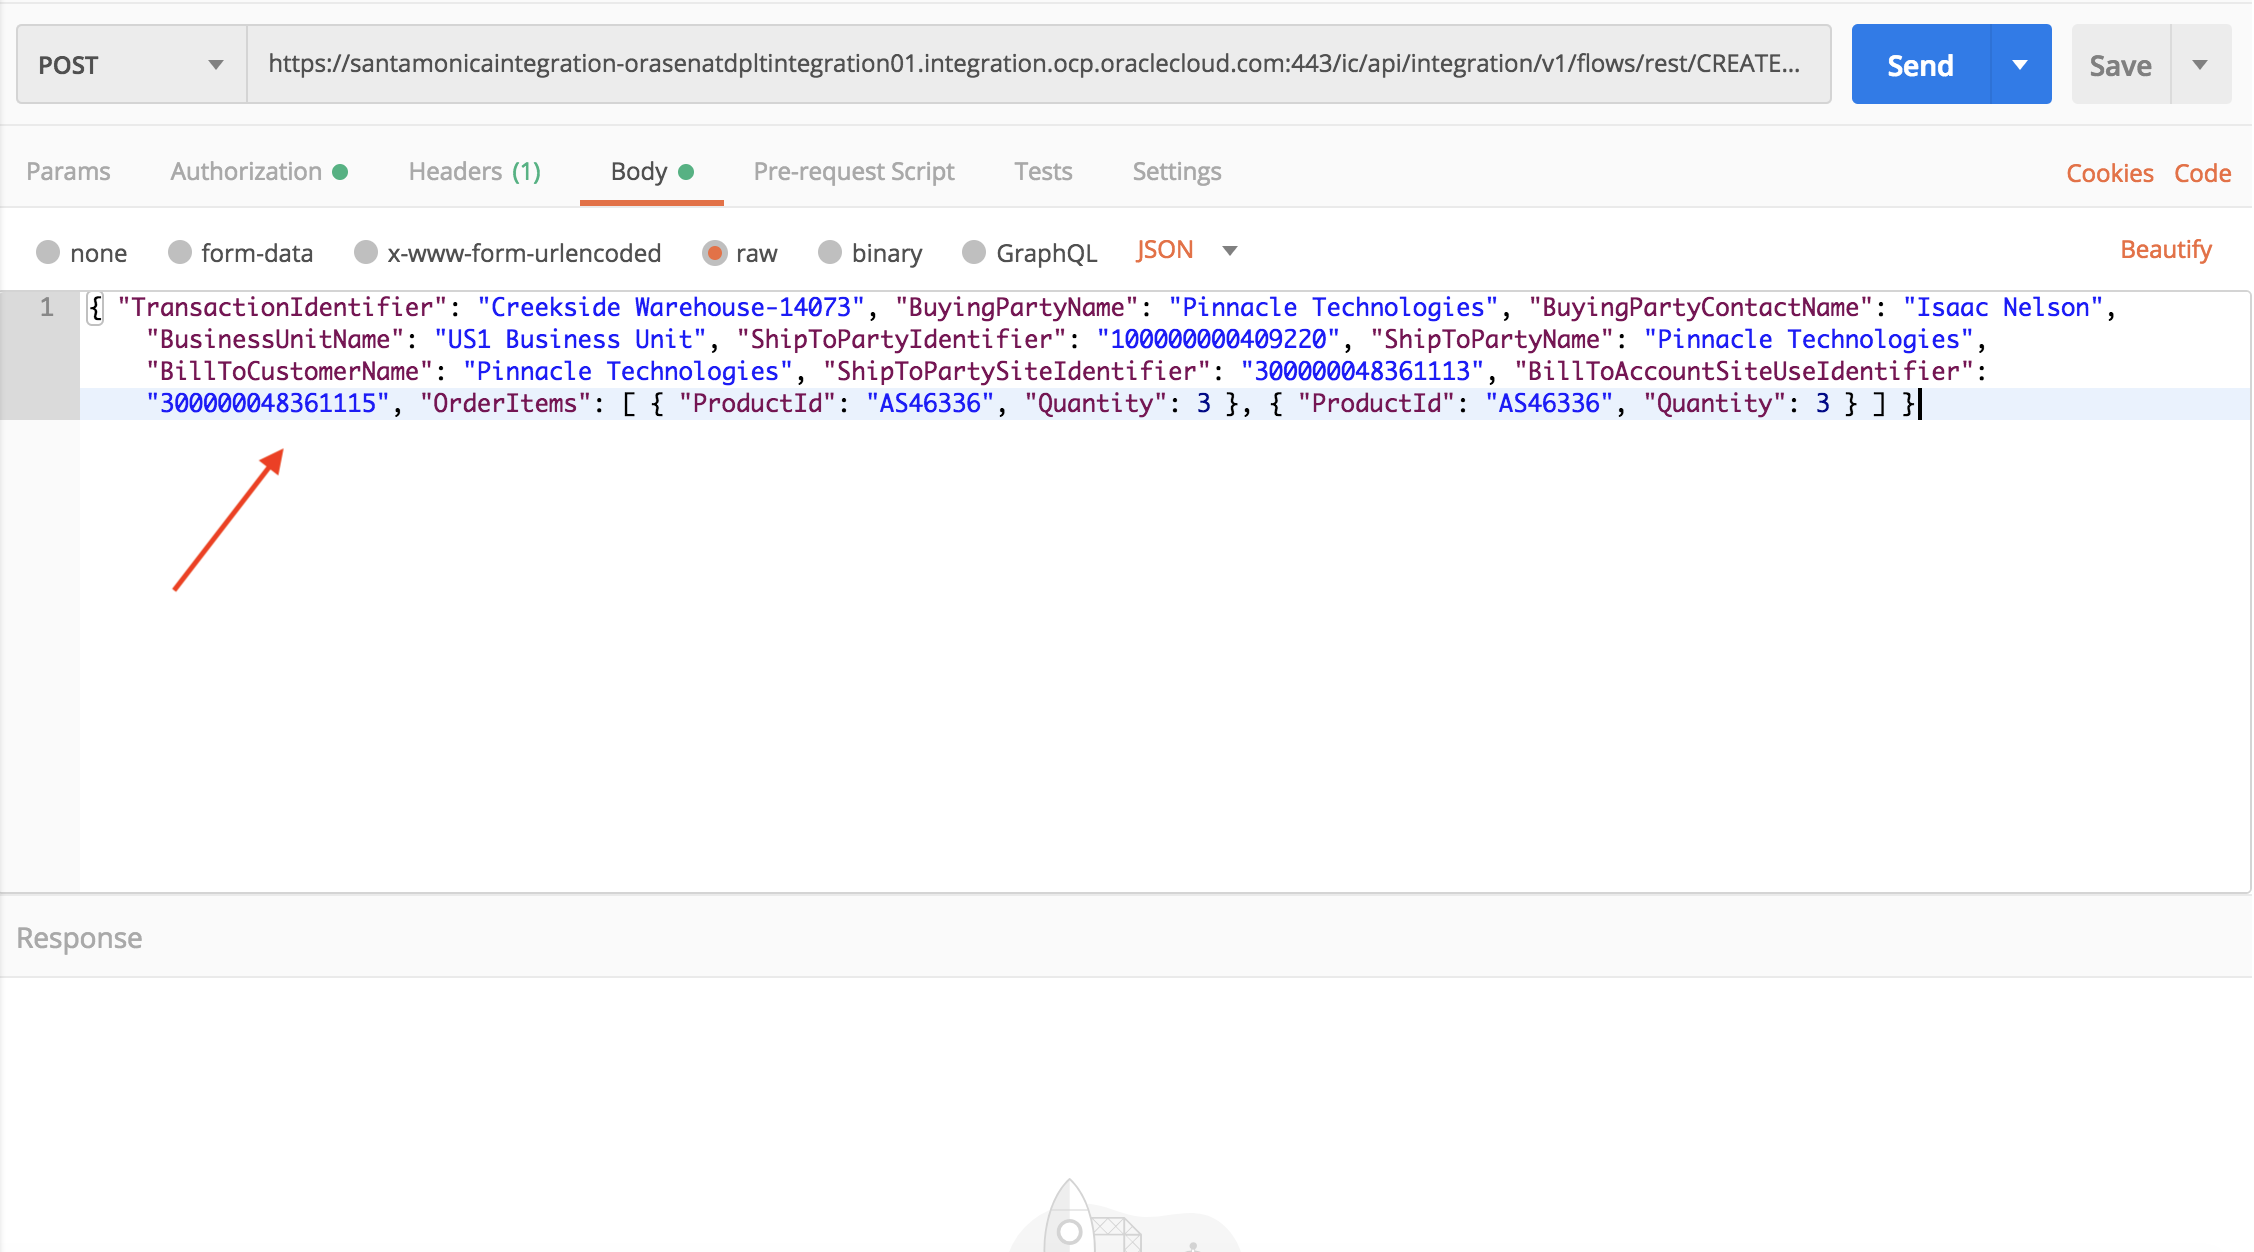 POST
https://santamonicaintegration-orasenatdpltintegration01.integration.ocp.oraclecloud.com:443/ic/api/integration/v1/flows/rest/CREATE...
Send
Save
Params Authorization Headers (1) Body Pre-request Script Tests Settings Cookies Code
none form-data x-www-form-urlencoded raw binary GraphQL JSON Beautify
1 { "TransactionIdentifier": "Creekside Warehouse-14073", "BuyingPartyName": "Pinnacle Technologies", "BuyingPartyContactName": "Isaac Nelson",
"BusinessUnitName": "US1 Business Unit", "ShipToPartyIdentifier": "100000000409220", "ShipToPartyName": "Pinnacle Technologies",
"BillToCustomerName": "Pinnacle Technologies", "ShipToPartySiteIdentifier": "300000048361113", "BillToAccountSiteUseIdentifier":
"300000048361115", "OrderItems": [ { "ProductId": "AS46336", "Quantity": 3 }, { "ProductId": "AS46336", "Quantity": 3 } ] }
Response